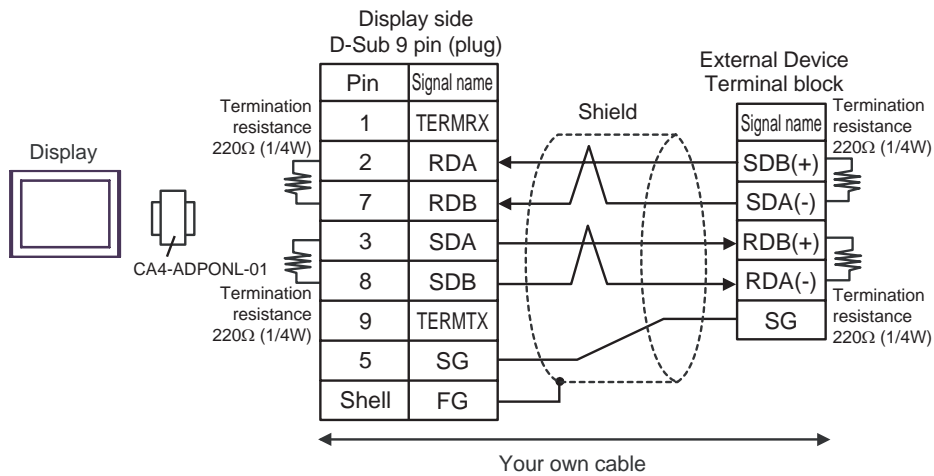 Display side
D-Sub 9 pin (plug)
External Device
Terminal block
Pin
Signal name
1
TERMRX
2
RDA
7
RDB
3
SDA
8
SDB
9
TERMTX
5
SG
Shell
FG
Termination
resistance
220Ω (1/4W)
Termination
resistance
220Ω (1/4W)
Display
CA4-ADPONL-01
Shield
Signal name
SDB(+)
SDA(-)
RDB(+)
RDA(-)
SG
Termination
resistance
220Ω (1/4W)
Termination
resistance
220Ω (1/4W)
Your own cable